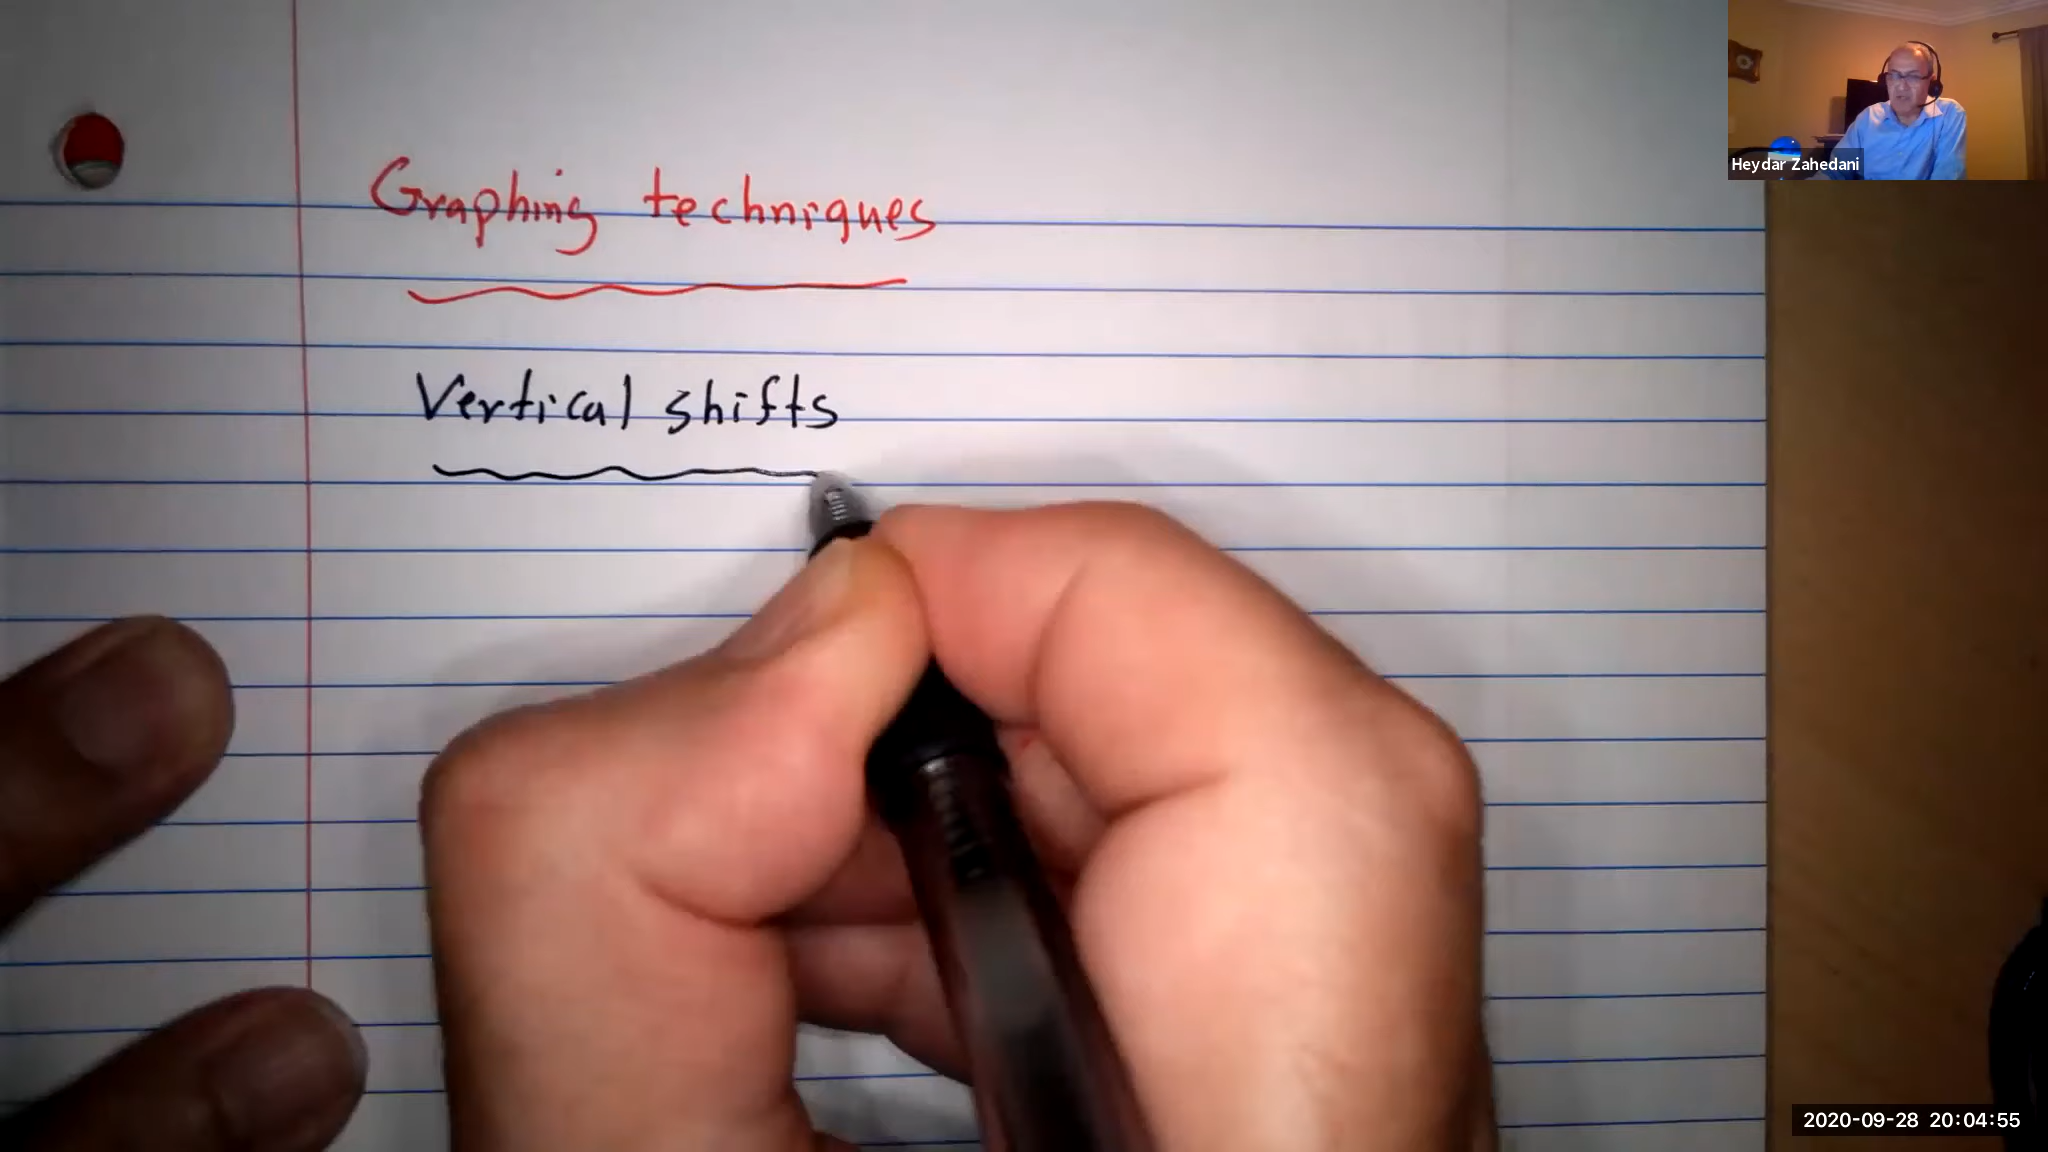 Graphing techniques
Heydar Zahedani
Vertical shifts
2020-09-28 20:04:55